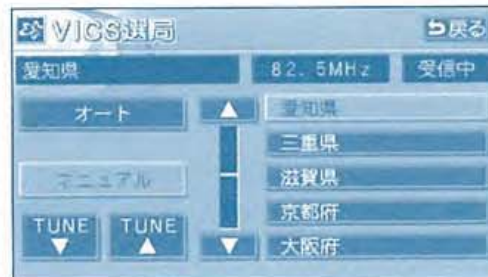 VICS選局
戻る
愛知県 82.5MHz 受信中
オート
マニュアル
TUNE TUNE
愛知県
三重県
滋賀県
京都府
大阪府